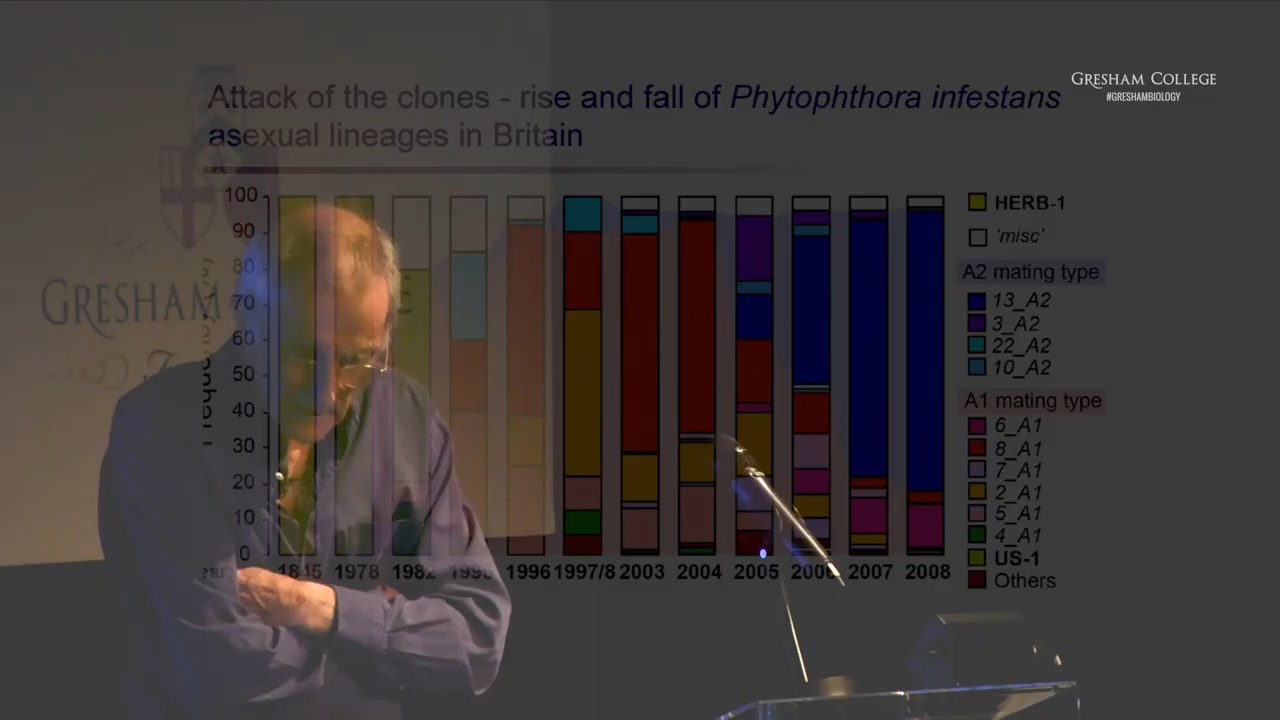 GRESHAM COLLEGE
#GRESHAMBIOLOGY
Attack of the clones - rise and fall of Phytophthora infestans
asexual lineages in Britain
GRESHAM
100
90
80
70
60
50
40
30
20
10
0
1845 1978 1982 1995 1996 1997/8 2003 2004 2005 2006 2007 2008
HERB-1
'misc'
A2 mating type
13_A2
3_A2
22_A2
10_A2
A1 mating type
6_A1
8_A1
7_A1
2_A1
5_A1
4_A1
US-1
Others